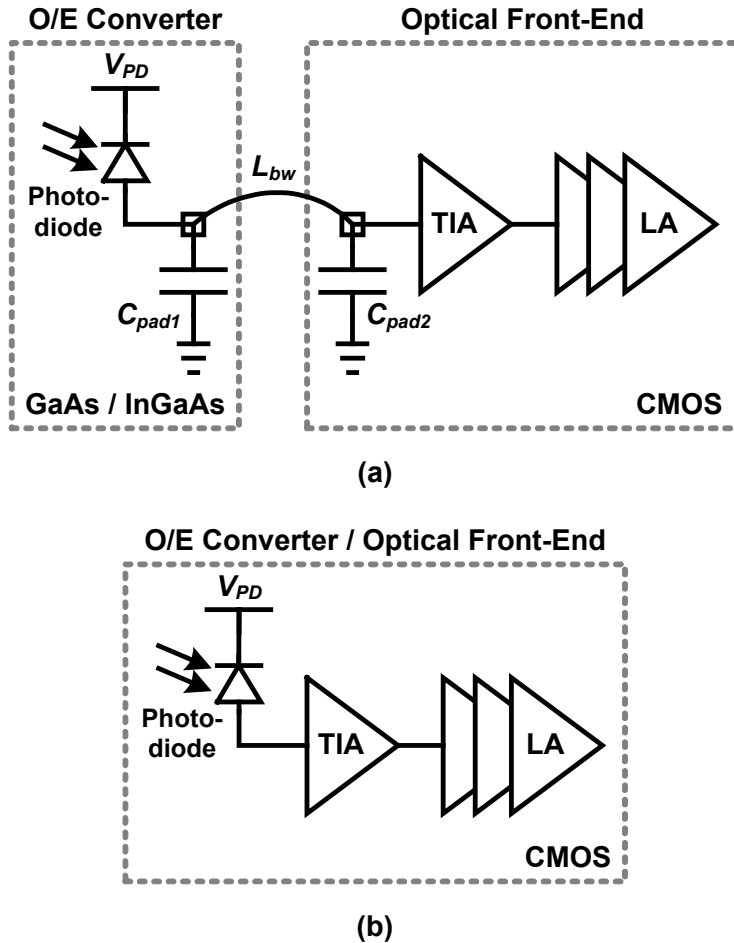 O/E Converter
Optical Front-End
V_PD
Photo-
diode
L_bw
TIA
LA
C_pad1
C_pad2
GaAs / InGaAs
CMOS
(a)
O/E Converter / Optical Front-End
V_PD
Photo-
diode
TIA
LA
CMOS
(b)